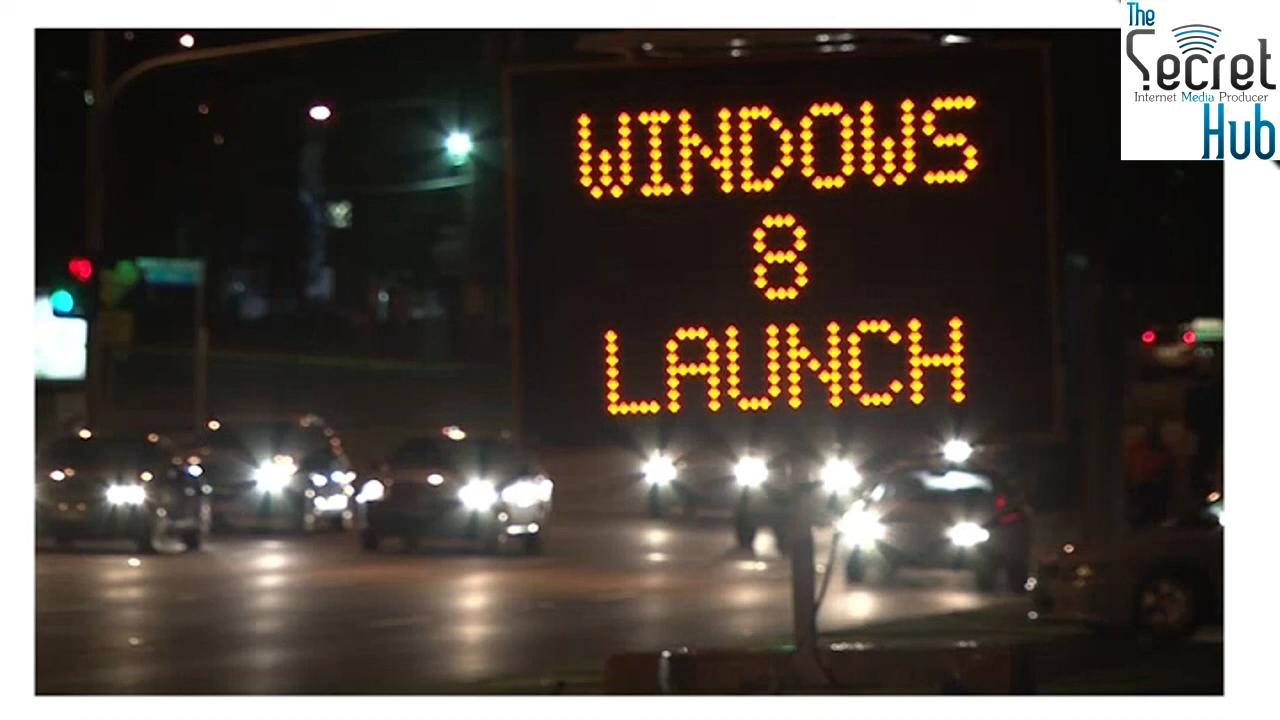 The
Secret
Internet Media Producer
Hub
WINDOWS
8
LAUNCH